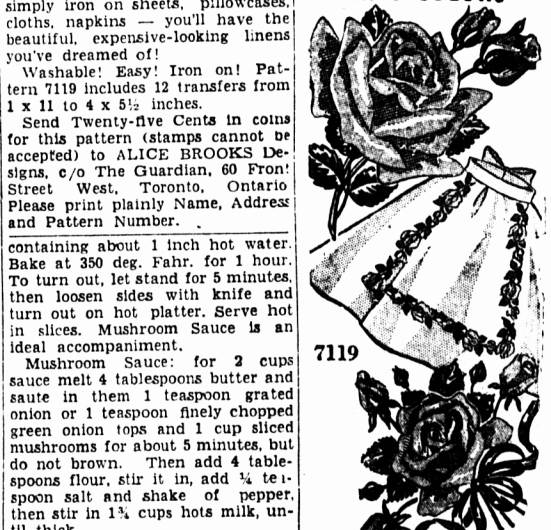 simply iron on sheets, pillowcases,
cloths, napkins — you'll have the
beautiful, expensive-looking linens
you've dreamed of!
Washable! Easy! Iron on! Pat-
tern 7119 includes 12 transfers from
1 x 11 to 4 x 5½ inches.
Send Twenty-five Cents in coins
for this pattern (stamps cannot be
accepted) to ALICE BROOKS De-
signs, c/o The Guardian, 60 Front
Street West, Toronto, Ontario
Please print plainly Name, Address
and Pattern Number.
containing about 1 inch hot water.
Bake at 350 deg. Fahr. for 1 hour.
To turn out, let stand for 5 minutes,
then loosen sides with knife and
turn out on hot platter. Serve hot
in slices. Mushroom Sauce is an
ideal accompaniment.
Mushroom Sauce: for 2 cups
sauce melt 4 tablespoons butter and
saute in them 1 teaspoon grated
onion or 1 teaspoon finely chopped
green onion tops and 1 cup sliced
mushrooms for about 5 minutes, but
do not brown. Then add 4 table-
spoons flour, stir it in, add ¼ tea-
spoon salt and shake of pepper,
then stir in 1¾ cups hots milk, un-
til thick
7119